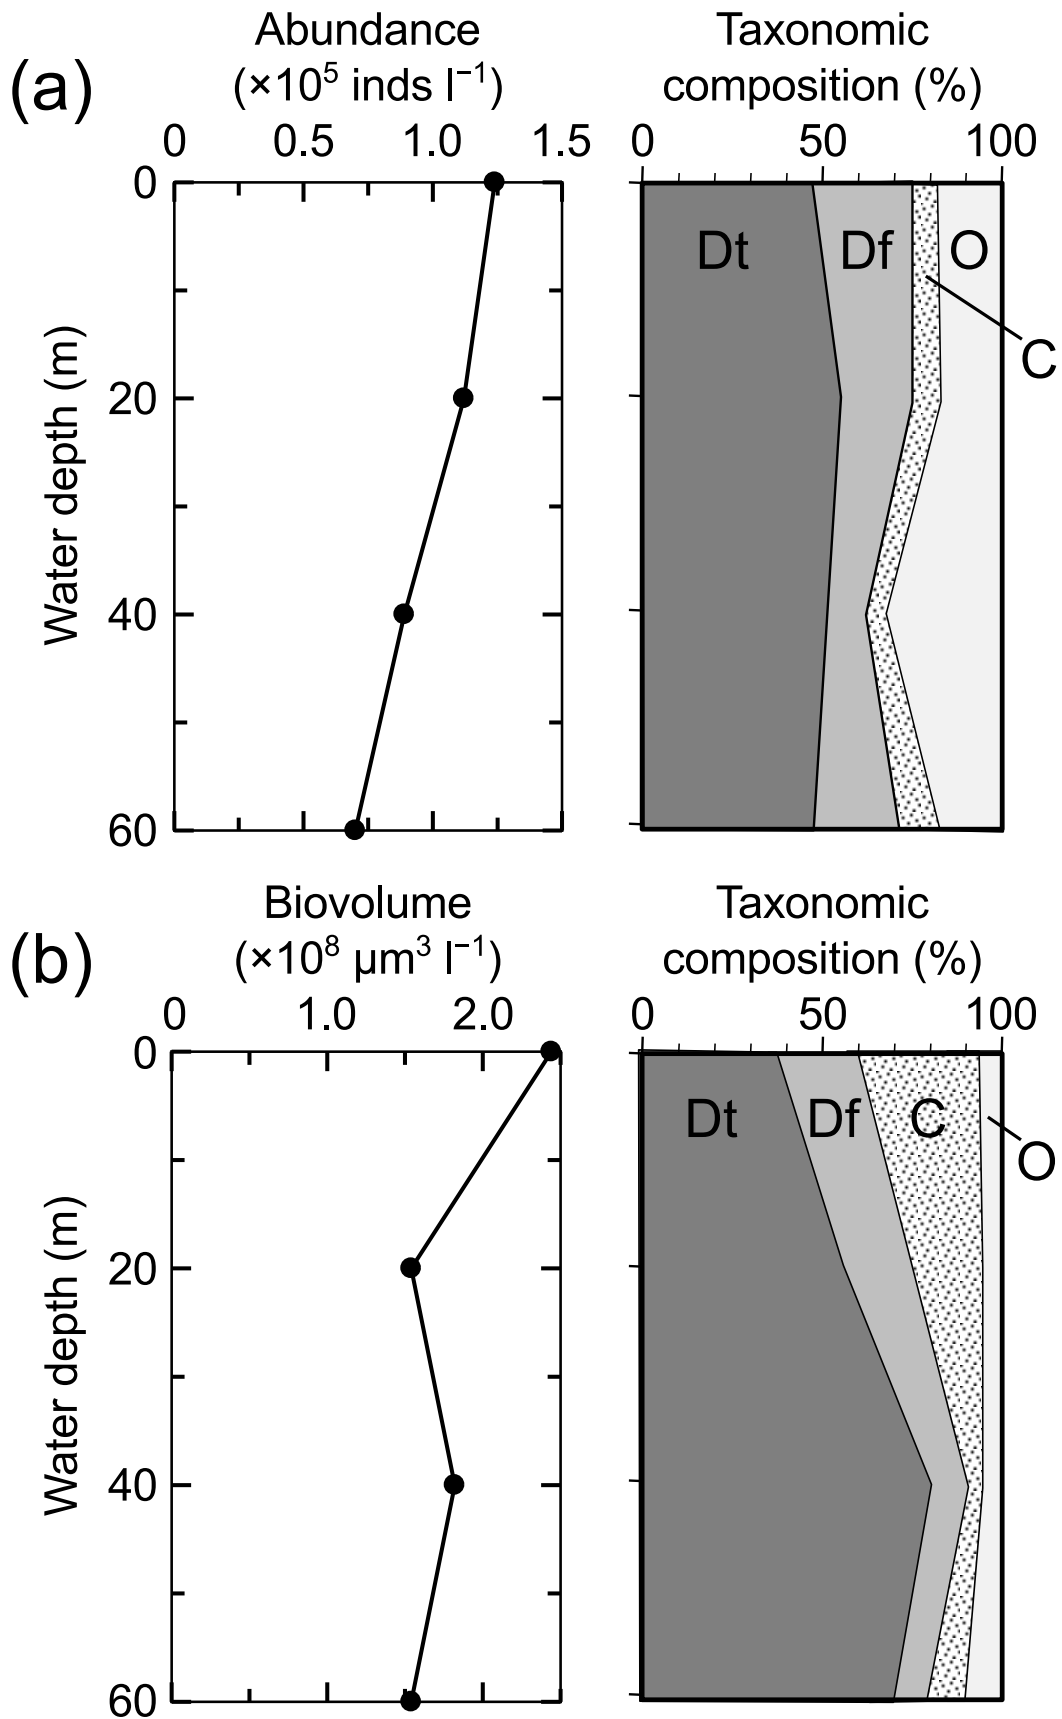 Abundance
(×10⁵ inds l⁻¹)
Taxonomic
composition (%)
(a)
0 0.5 1.0 1.5
0 50 100
0
20
40
60
Water depth (m)
Dt Df O
C
Biovolume
(×10⁸ µm³ l⁻¹)
Taxonomic
composition (%)
(b)
0 1.0 2.0
0 50 100
0
20
40
60
Water depth (m)
Dt Df C
O